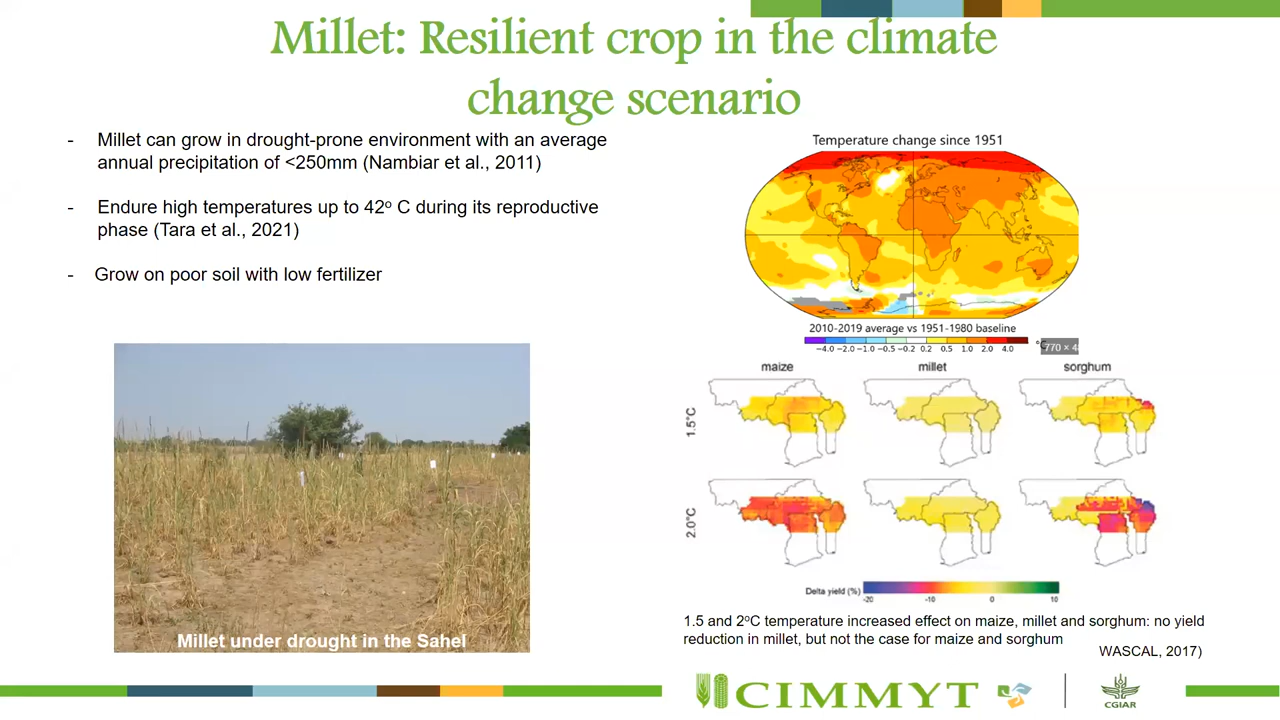 Millet: Resilient crop in the climate
change scenario
- Millet can grow in drought-prone environment with an average
annual precipitation of <250mm (Nambiar et al., 2011)
- Endure high temperatures up to 42º C during its reproductive
phase (Tara et al., 2021)
- Grow on poor soil with low fertilizer
Millet under drought in the Sahel
Temperature change since 1951
2010-2019 average vs 1951-1980 baseline
-4.0 -2.0 -1.0 -0.5 -0.2 0.2 0.5 1.0 2.0 4.0
770 × 4
maize millet sorghum
1.5°C
2.0°C
Delta yield (%)
-20 -10 0 10
1.5 and 2ºC temperature increased effect on maize, millet and sorghum: no yield
reduction in millet, but not the case for maize and sorghum
WASCAL, 2017)
CIMMYT
CGIAR